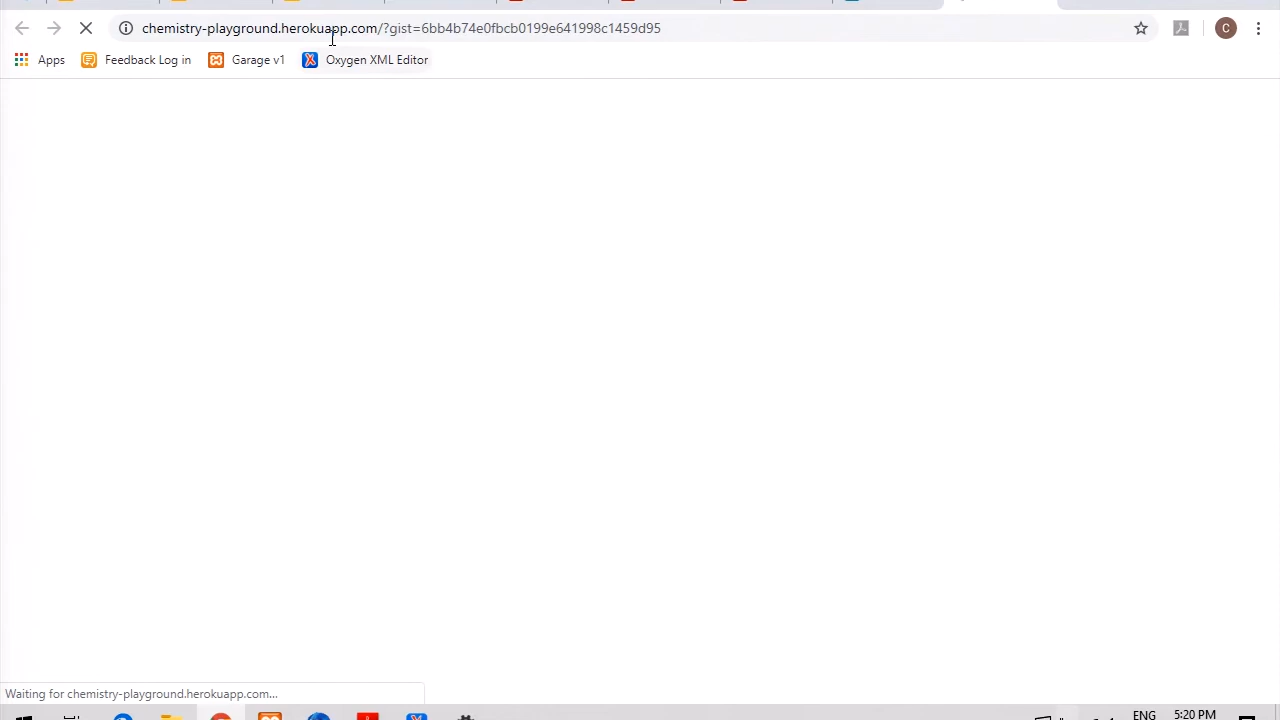 chemistry-playground.herokuapp.com/?gist=6bb4b74e0fbcb0199e641998c1459d95
C
Apps Feedback Log in Garage v1 Oxygen XML Editor
Waiting for chemistry-playground.herokuapp.com...
ENG 5:20 PM